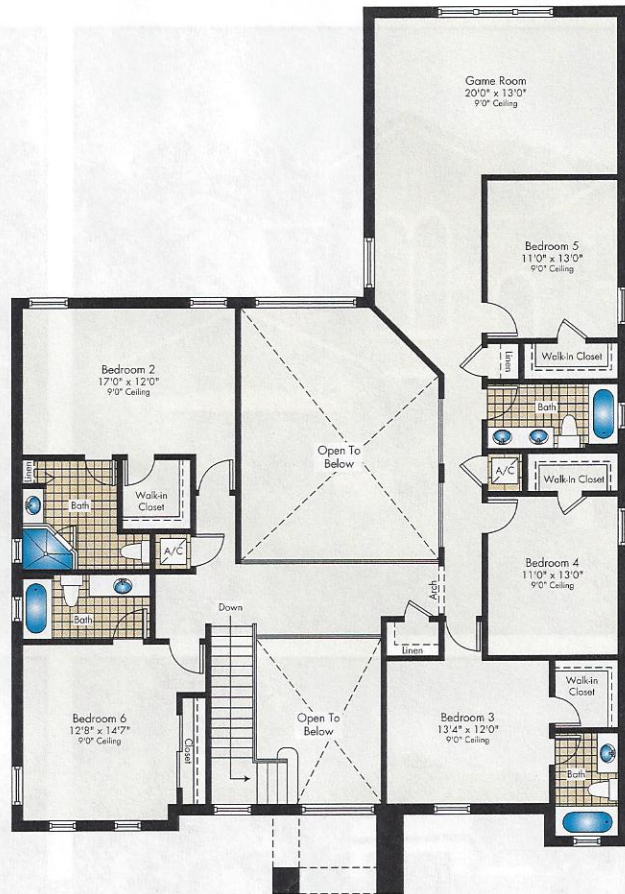 Game Room
20'0" x 13'0"
9'0" Ceiling
Bedroom 5
11'0" x 13'0"
9'0" Ceiling
Linen
Walk-In Closet
Bedroom 2
17'0" x 12'0"
9'0" Ceiling
Open To
Below
Bath
A/C
Walk-In Closet
Linen
Bath
Walk-in
Closet
A/C
Bedroom 4
11'0" x 13'0"
9'0" Ceiling
Bath
Down
Arch
Linen
Walk-in
Closet
Bedroom 6
12'8" x 14'7"
9'0" Ceiling
Closet
Open To
Below
Bedroom 3
13'4" x 12'0"
9'0" Ceiling
Bath